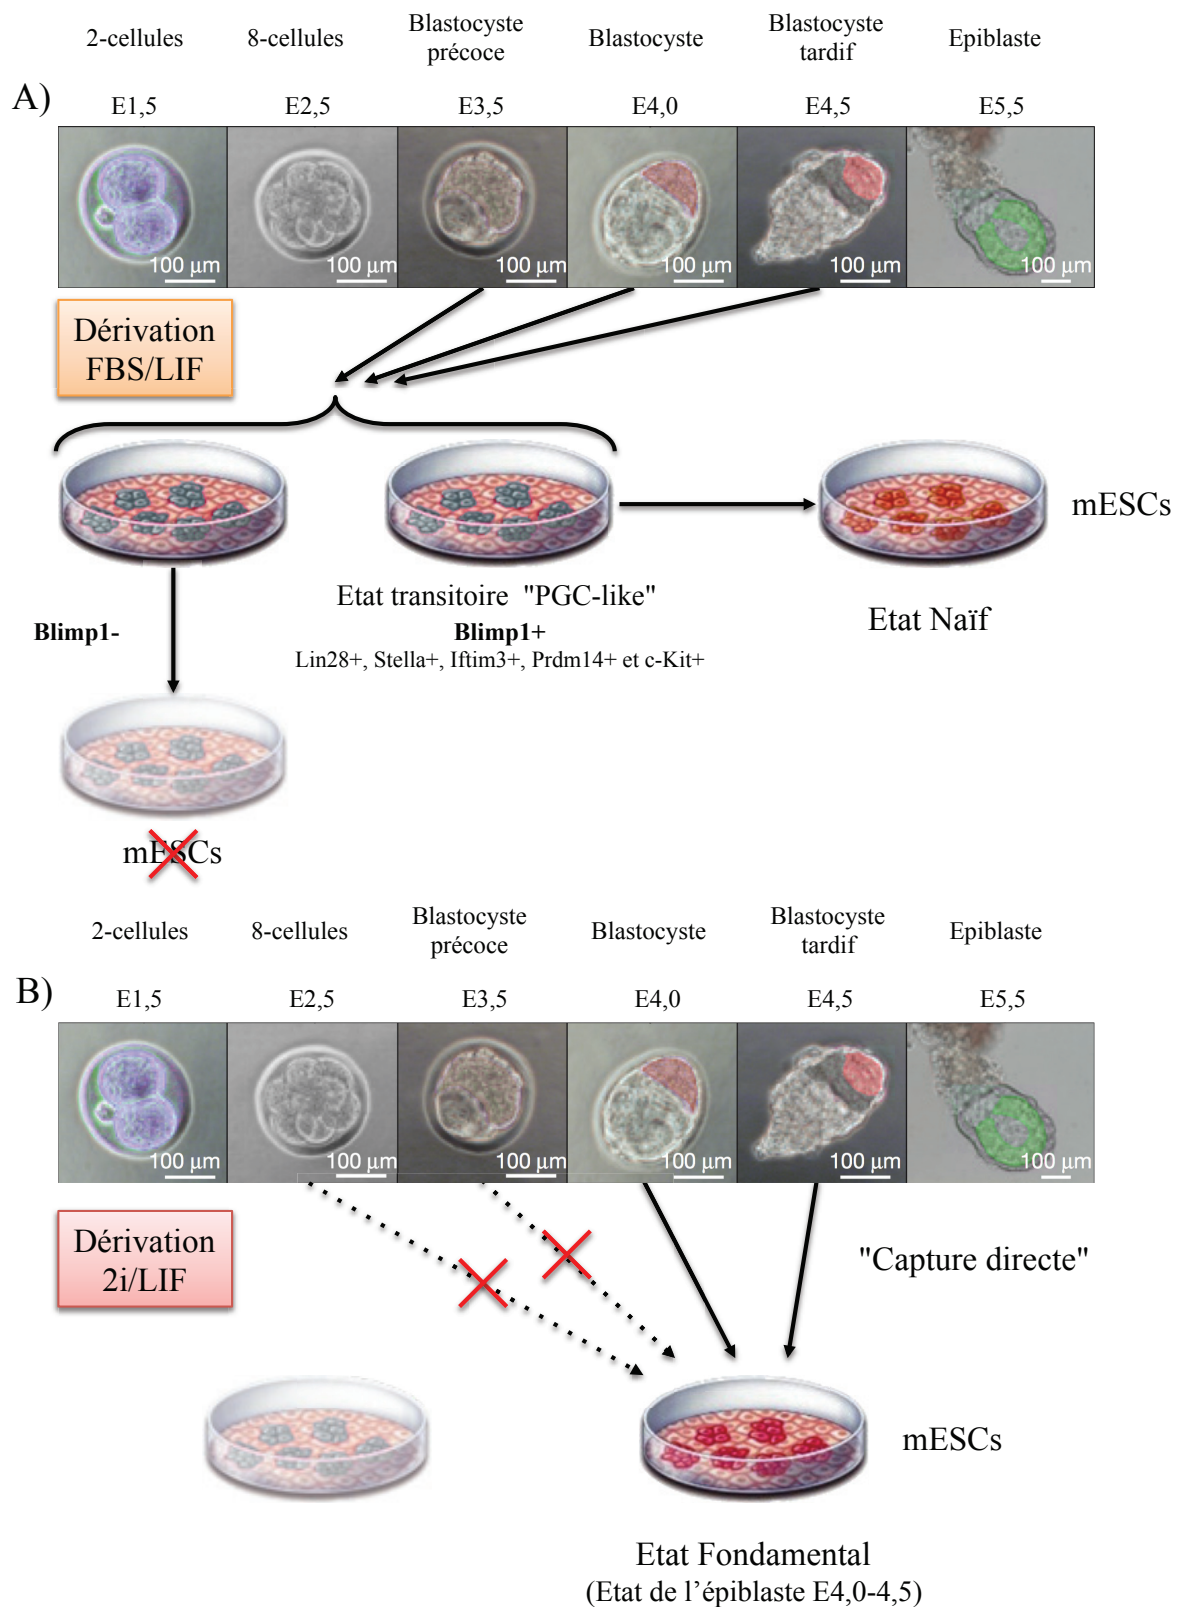 2-cellules
8-cellules
Blastocyste
précoce
Blastocyste
Blastocyste
tardif
Epiblaste
A)
E1,5
E2,5
E3,5
E4,0
E4,5
E5,5
100 µm
100 µm
100 µm
100 µm
100 µm
100 µm
Dérivation
FBS/LIF
mESCs
Etat transitoire "PGC-like"
Etat Naïf
Blimp1-
Blimp1+
Lin28+, Stella+, Iftim3+, Prdm14+ et c-Kit+
mESCs
2-cellules
8-cellules
Blastocyste
précoce
Blastocyste
Blastocyste
tardif
Epiblaste
B)
E1,5
E2,5
E3,5
E4,0
E4,5
E5,5
100 µm
100 µm
100 µm
100 µm
100 µm
100 µm
Dérivation
2i/LIF
"Capture directe"
mESCs
Etat Fondamental
(Etat de l’épiblaste E4,0-4,5)